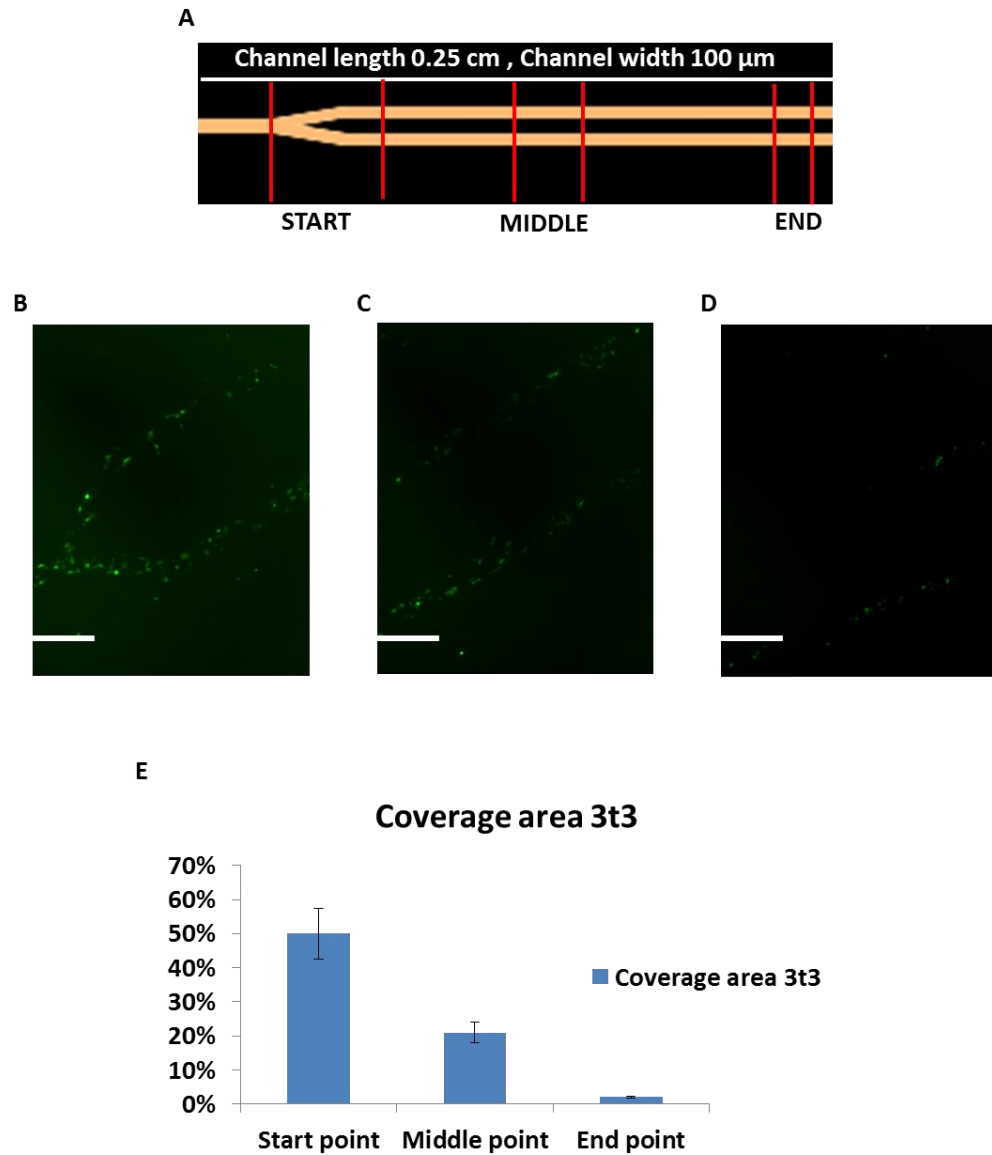 A
Channel length 0.25 cm , Channel width 100 µm
START MIDDLE END
B C D
E
Coverage area 3t3
70%
60%
50%
40%
30%
20%
10%
0%
Coverage area 3t3
Start point Middle point End point